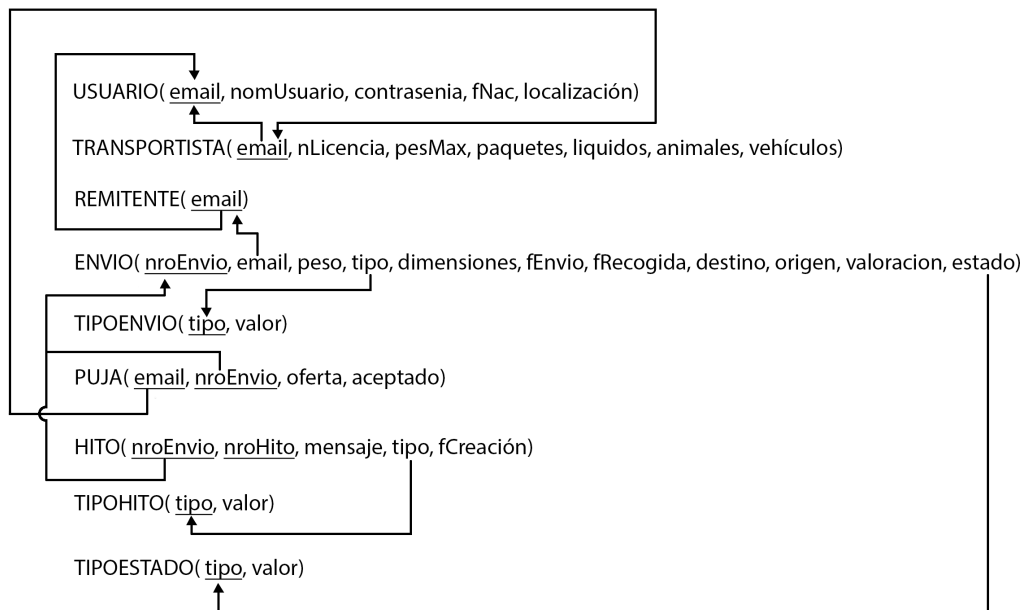 USUARIO( email, nomUsuario, contrasenia, fNac, localización)
TRANSPORTISTA( email, nLicencia, pesMax, paquetes, liquidos, animales, vehículos)
REMITENTE( email)
ENVIO( nroEnvio, email, peso, tipo, dimensiones, fEnvio, fRecogida, destino, origen, valoracion, estado)
TIPOENVIO( tipo, valor)
PUJA( email, nroEnvio, oferta, aceptado)
HITO( nroEnvio, nroHito, mensaje, tipo, fCreación)
TIPOHITO( tipo, valor)
TIPOESTADO( tipo, valor)